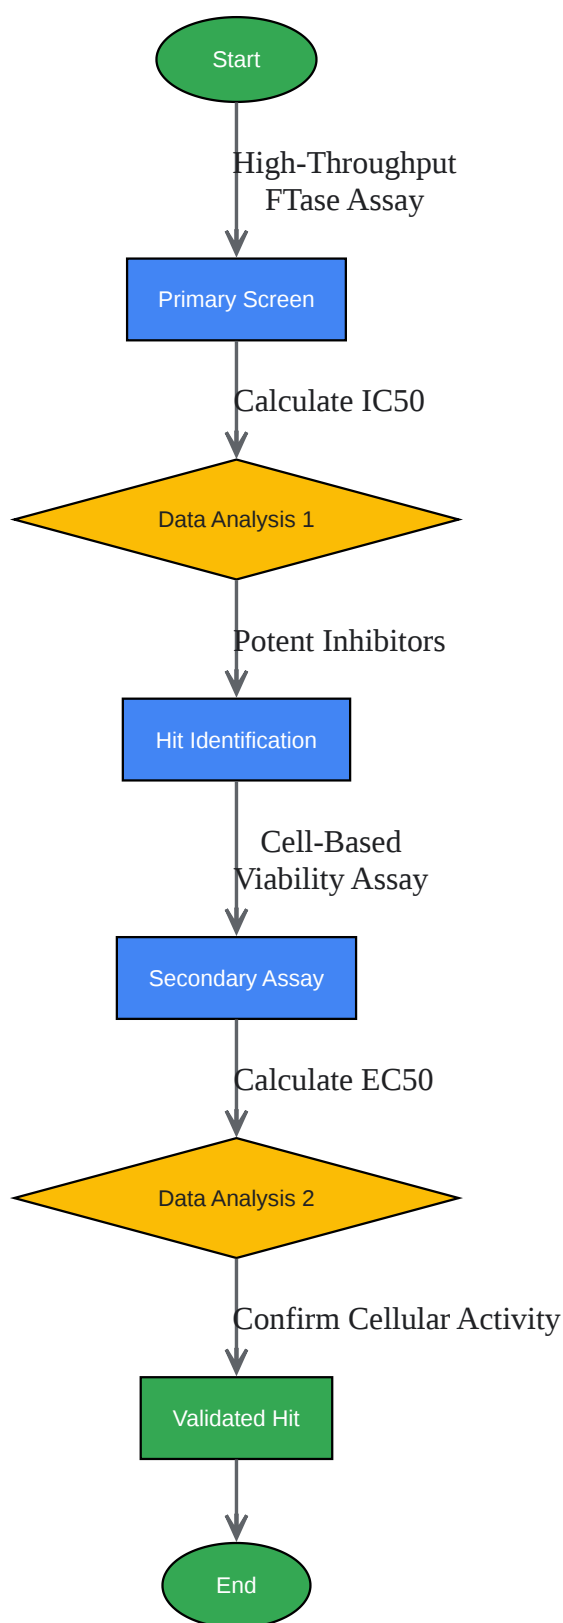 Start
High-Throughput
FTase Assay
Primary Screen
Calculate IC50
Data Analysis 1
Potent Inhibitors
Hit Identification
Cell-Based
Viability Assay
Secondary Assay
Calculate EC50
Data Analysis 2
Confirm Cellular Activity
Validated Hit
End